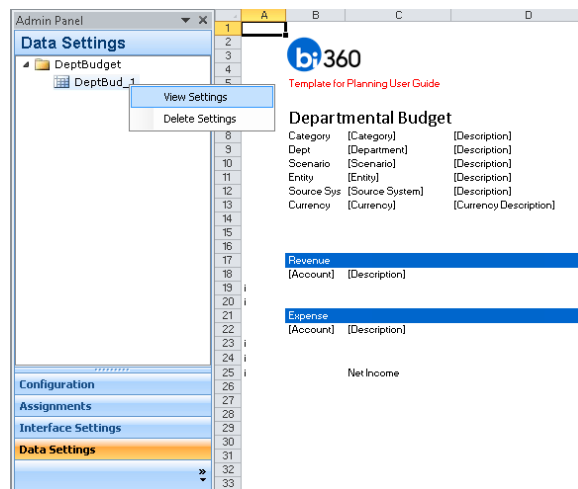 Admin Panel
Data Settings
DeptBudget
DeptBud_1
View Settings
Delete Settings
Configuration
Assignments
Interface Settings
Data Settings
A B C D
1
2
3
4
5
8
9
10
11
12
13
14
15
16
17
18
19 i
20 i
21
22
23 i
24 i
25 i
26
27
28
29
30
31
32
33
bi360
Template for Planning User Guide
Departmental Budget
Category [Category] [Description]
Dept [Department] [Description]
Scenario [Scenario] [Description]
Entity [Entity] [Description]
Source Sys [Source System] [Description]
Currency [Currency] [Currency Description]
Revenue
[Account] [Description]
Expense
[Account] [Description]
Net Income